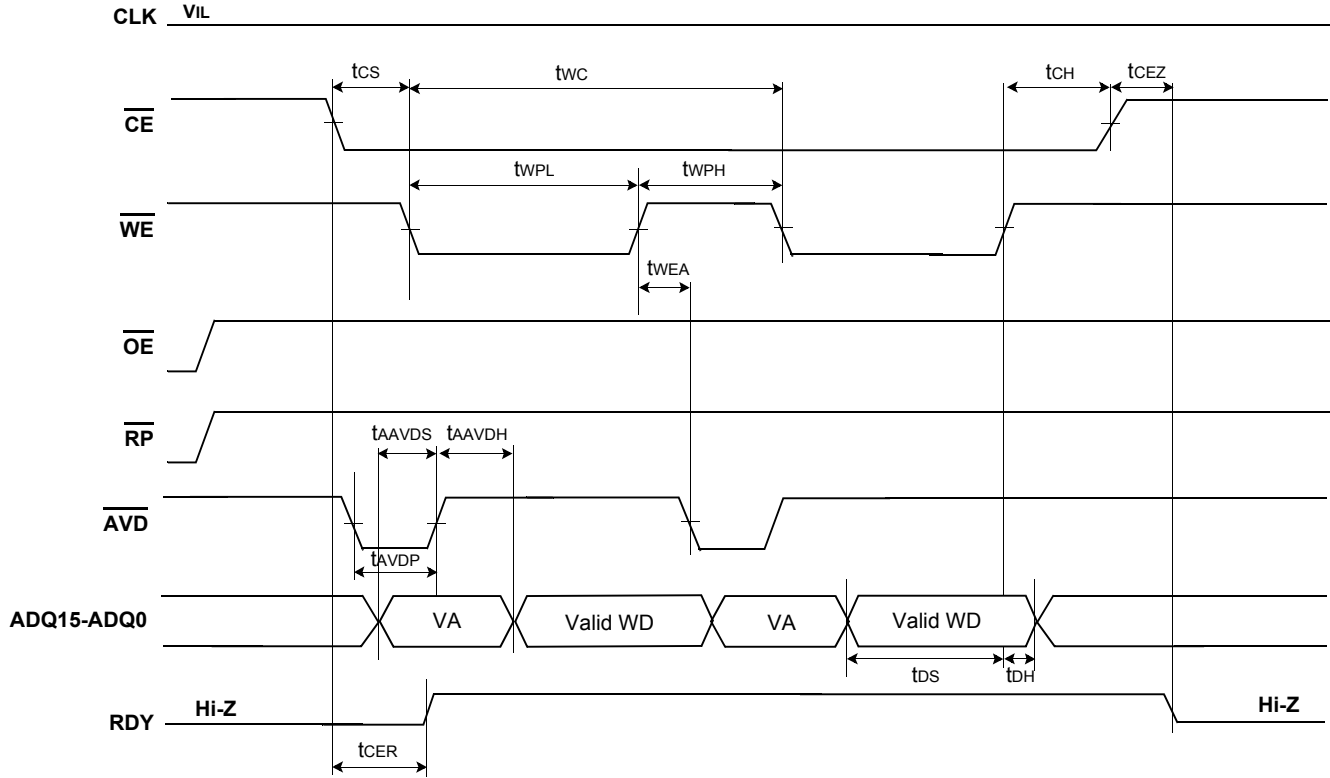 CLK VIL
tCS tWC tCH tCEZ
CE
tWPL tWPH
WE
tWEA
OE
RP
tAAVDS tAAVDH
AVD
tAVDP
ADQ15-ADQ0 VA Valid WD VA Valid WD
tDS tDH
RDY Hi-Z Hi-Z
tCER